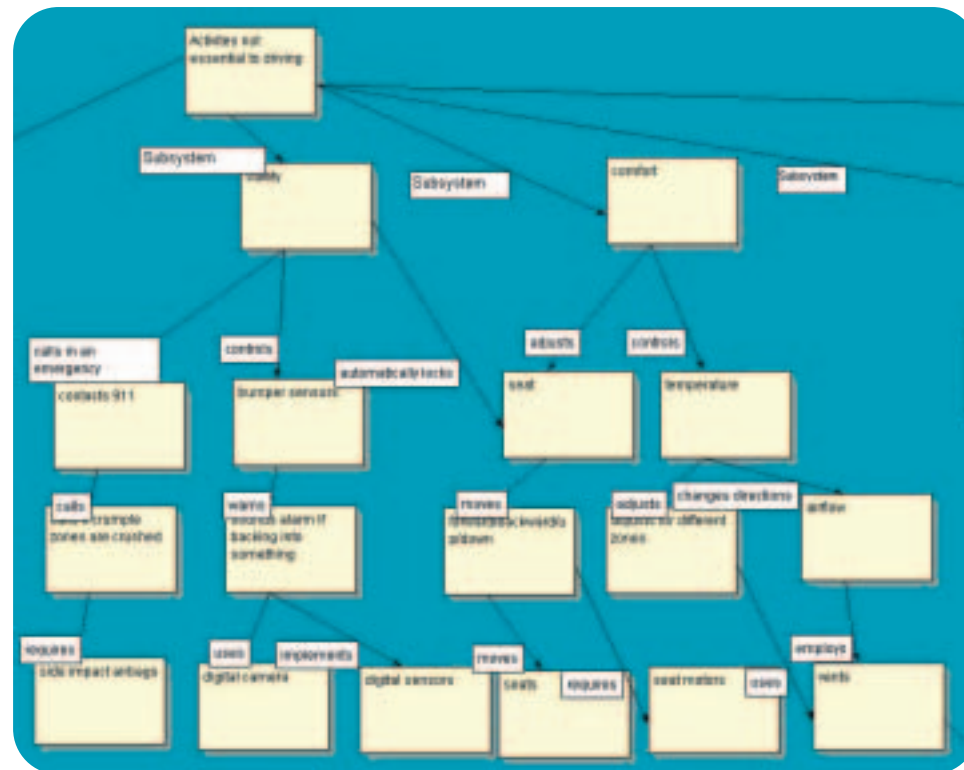 Activities not
essential to driving
Subsystem
safety
Subsystem
comfort
Subsystem
calls in an
emergency
controls
automatically locks
adjusts
controls
contacts 911
bumper sensors
seat
temperature
calls
warns
moves
adjusts
changes directions
crumple
zones are crushed
sounds alarm if
backing into
something
for different
zones
airflow
requires
uses
implements
moves
requires
uses
employs
side impact airbags
digital camera
digital sensors
seats
seat motors
vents